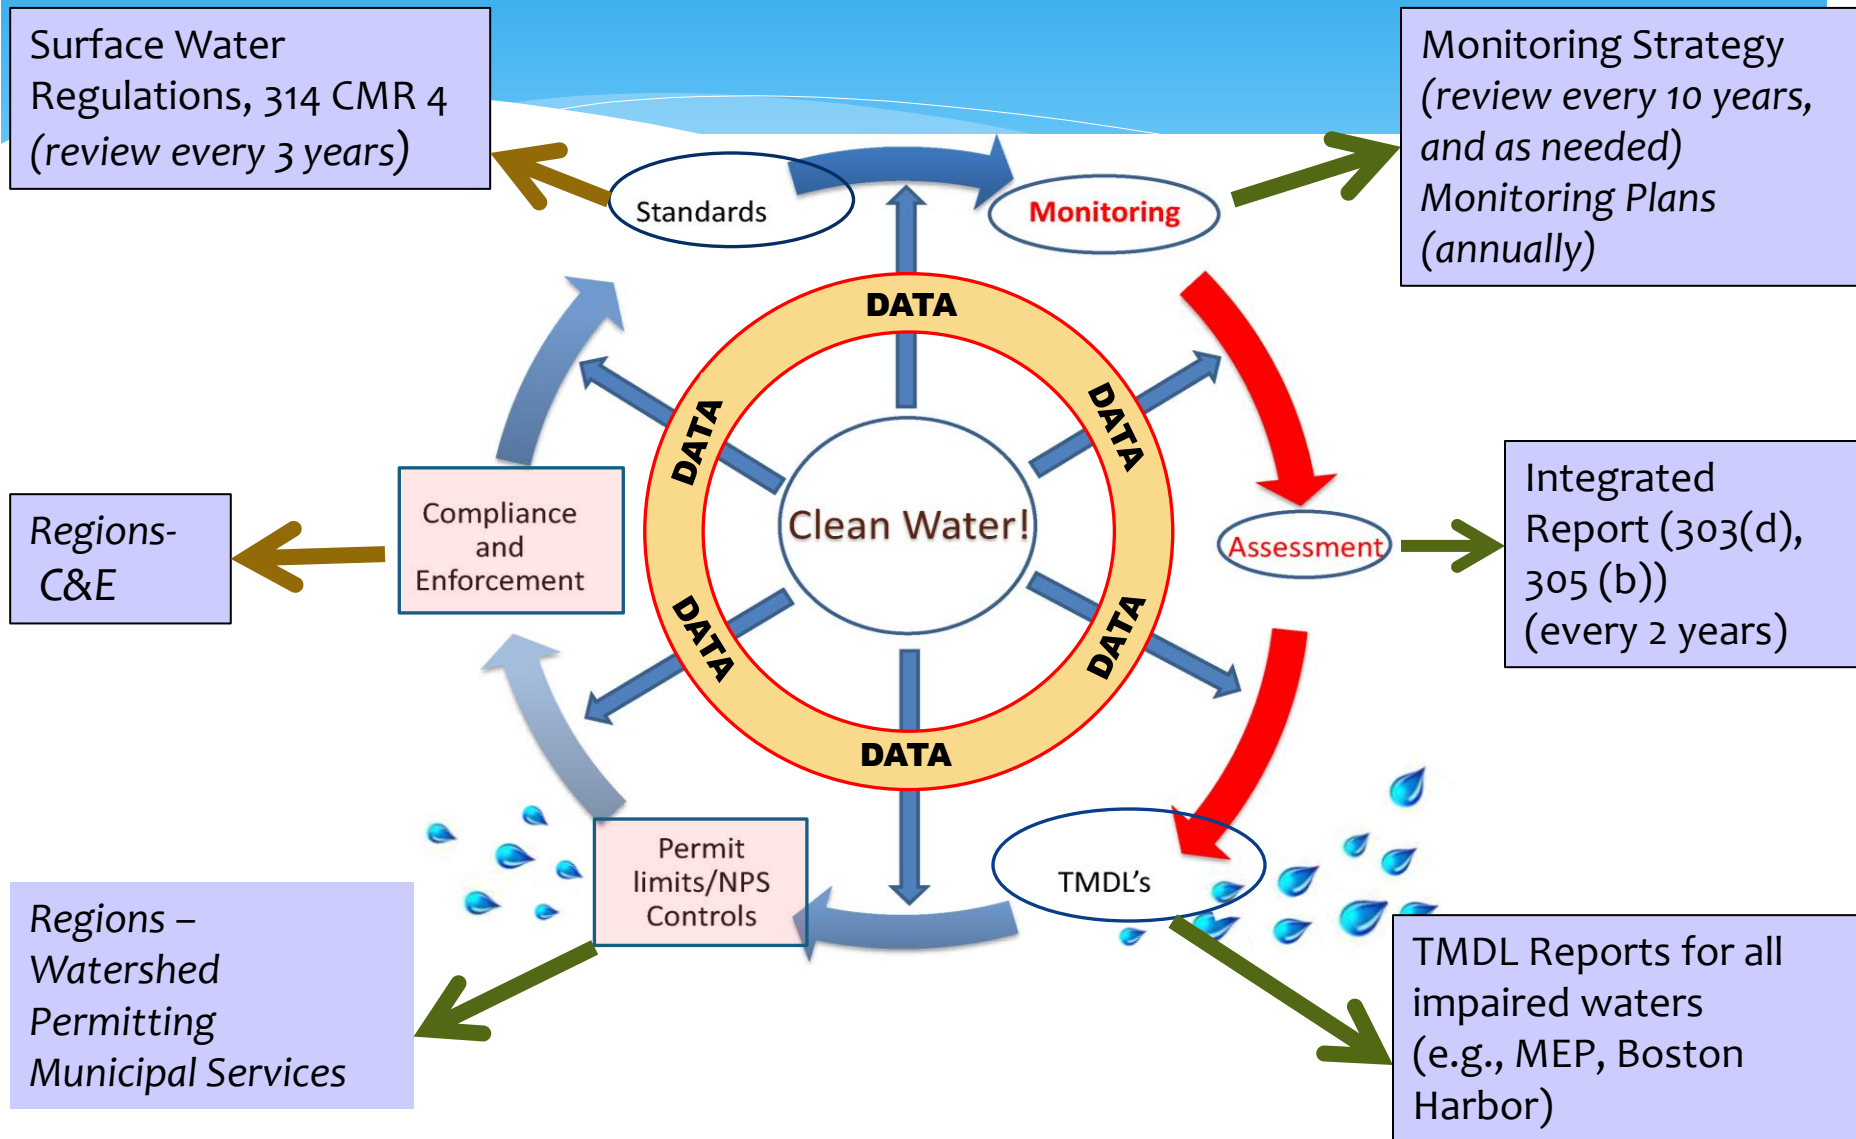 Surface Water
Regulations, 314 CMR 4
(review every 3 years)
Monitoring Strategy
(review every 10 years,
and as needed)
Monitoring Plans
(annually)
Standards
Monitoring
DATA
DATA
DATA
Clean Water!
Compliance
and
Enforcement
Regions-
C&E
Assessment
Integrated
Report (303(d),
305 (b))
(every 2 years)
DATA
DATA
DATA
Permit
limits/NPS
Controls
TMDL's
Regions –
Watershed
Permitting
Municipal Services
TMDL Reports for all
impaired waters
(e.g., MEP, Boston
Harbor)